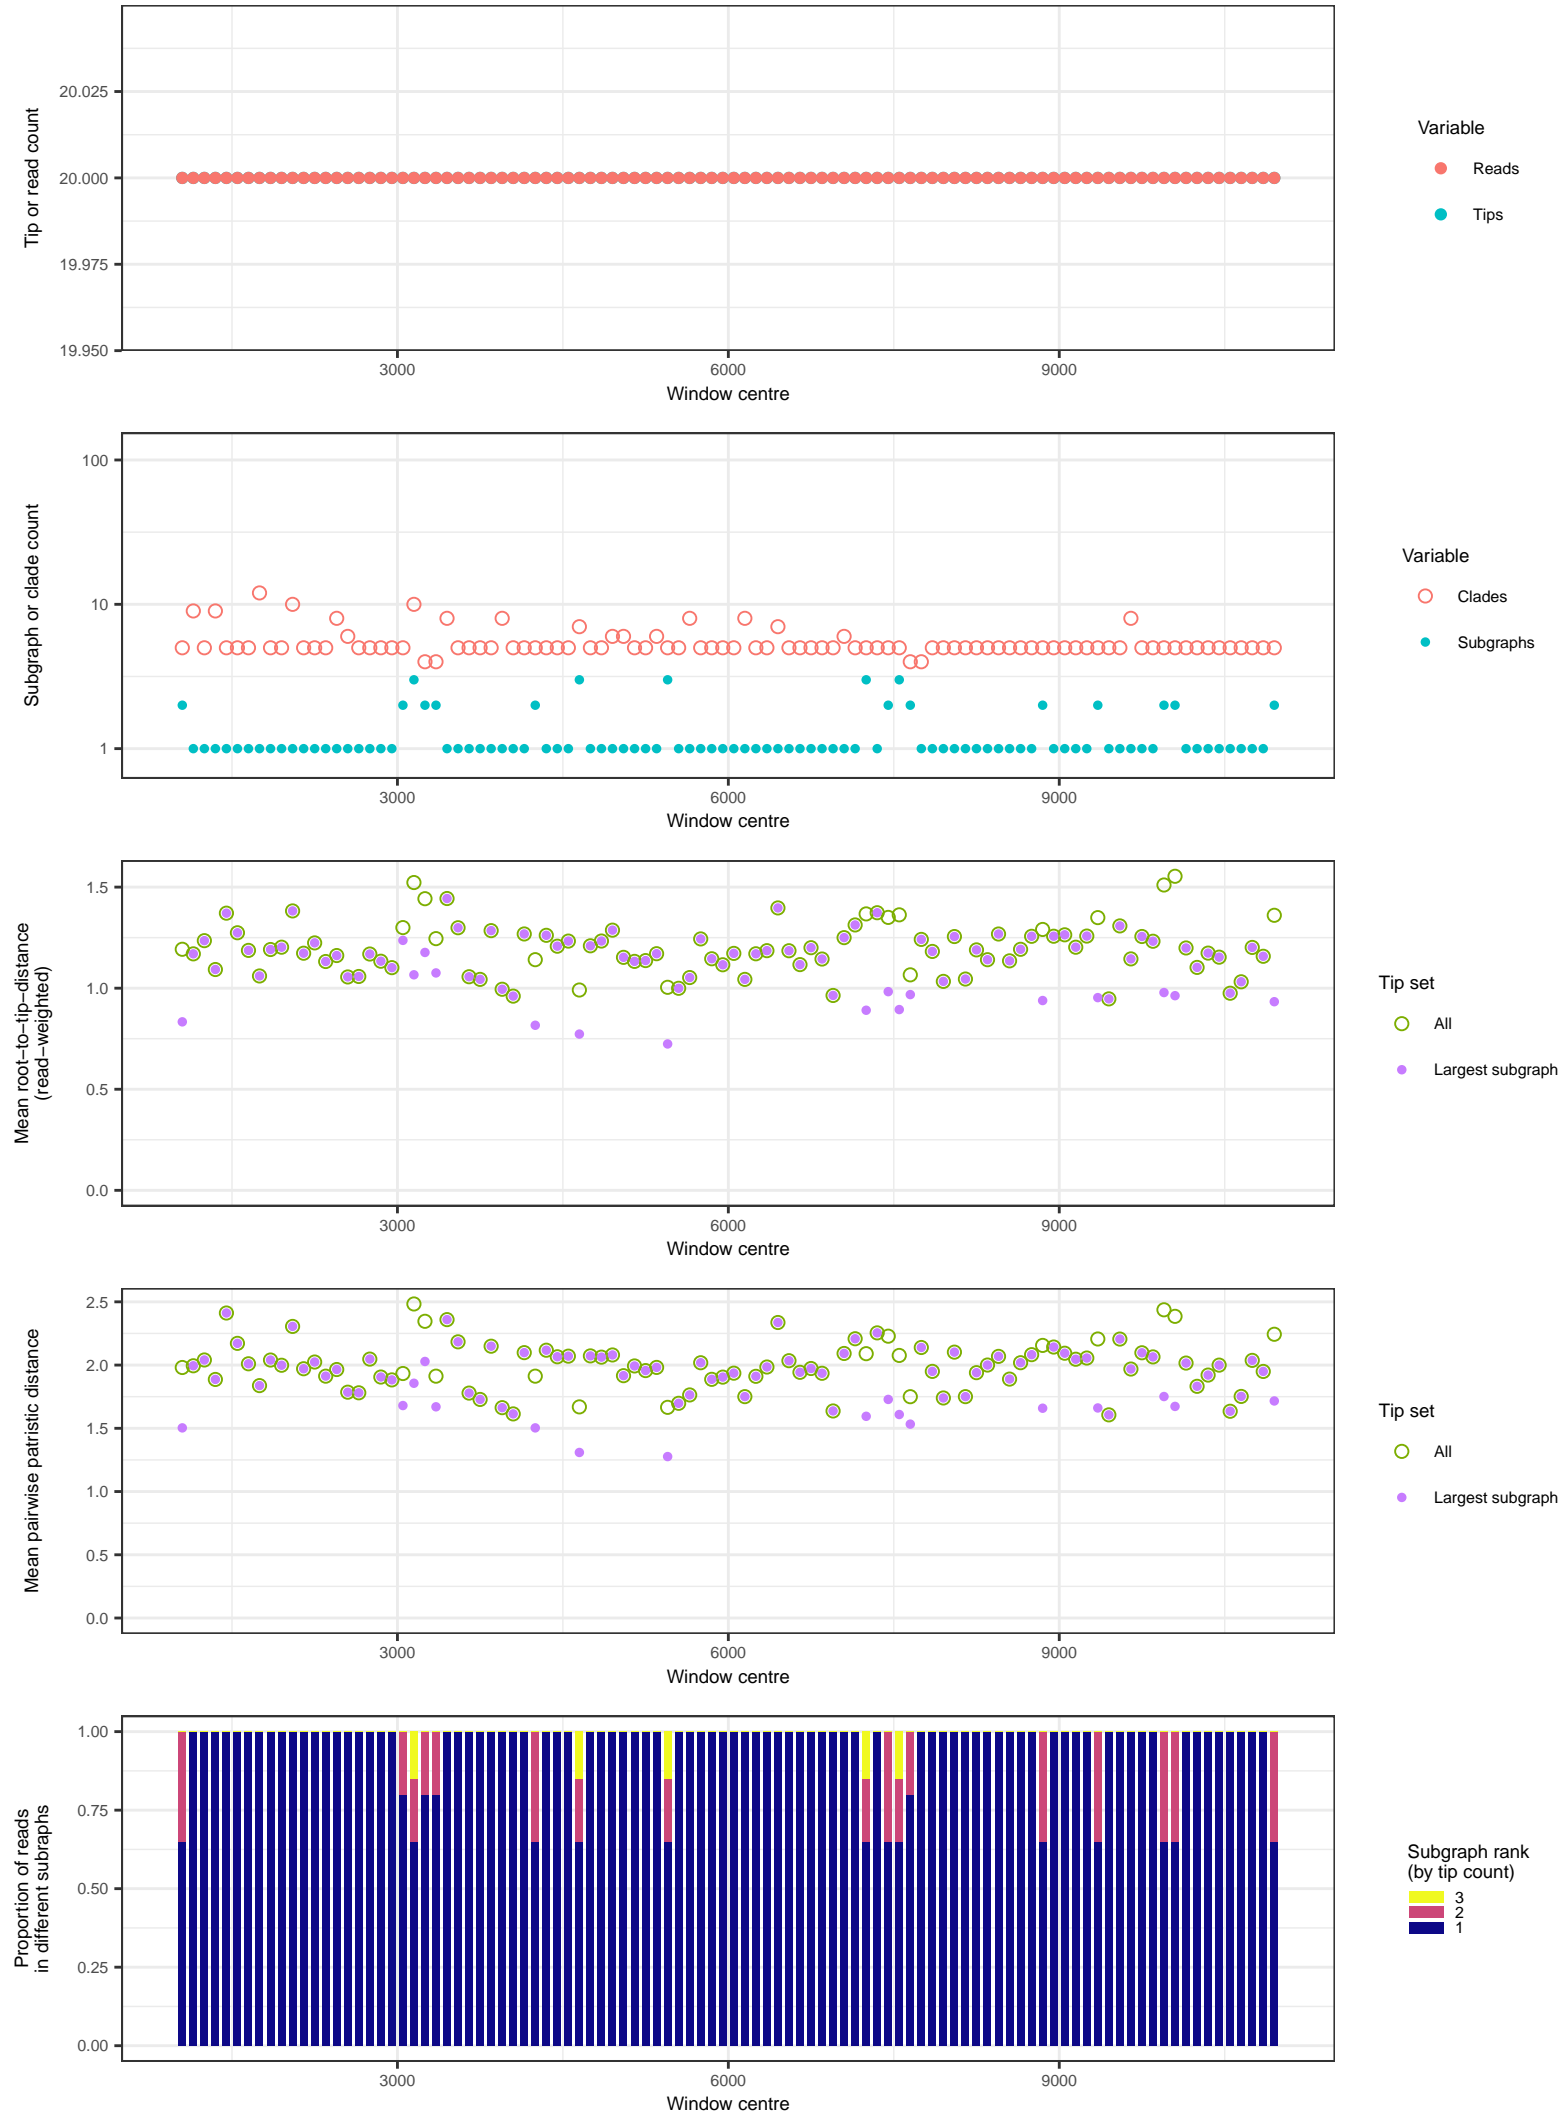 Tip or read count
20.025
20.000
19.975
19.950
3000
6000
9000
Window centre
Variable
Reads
Tips
Subgraph or clade count
100
10
1
3000
6000
9000
Window centre
Variable
Clades
Subgraphs
Mean root−to−tip−distance
(read−weighted)
1.5
1.0
0.5
0.0
3000
6000
9000
Window centre
Tip set
All
Largest subgraph
Mean pairwise patristic distance
2.5
2.0
1.5
1.0
0.5
0.0
3000
6000
9000
Window centre
Tip set
All
Largest subgraph
Proportion of reads
in different subraphs
1.00
0.75
0.50
0.25
0.00
3000
6000
9000
Window centre
Subgraph rank
(by tip count)
3
2
1